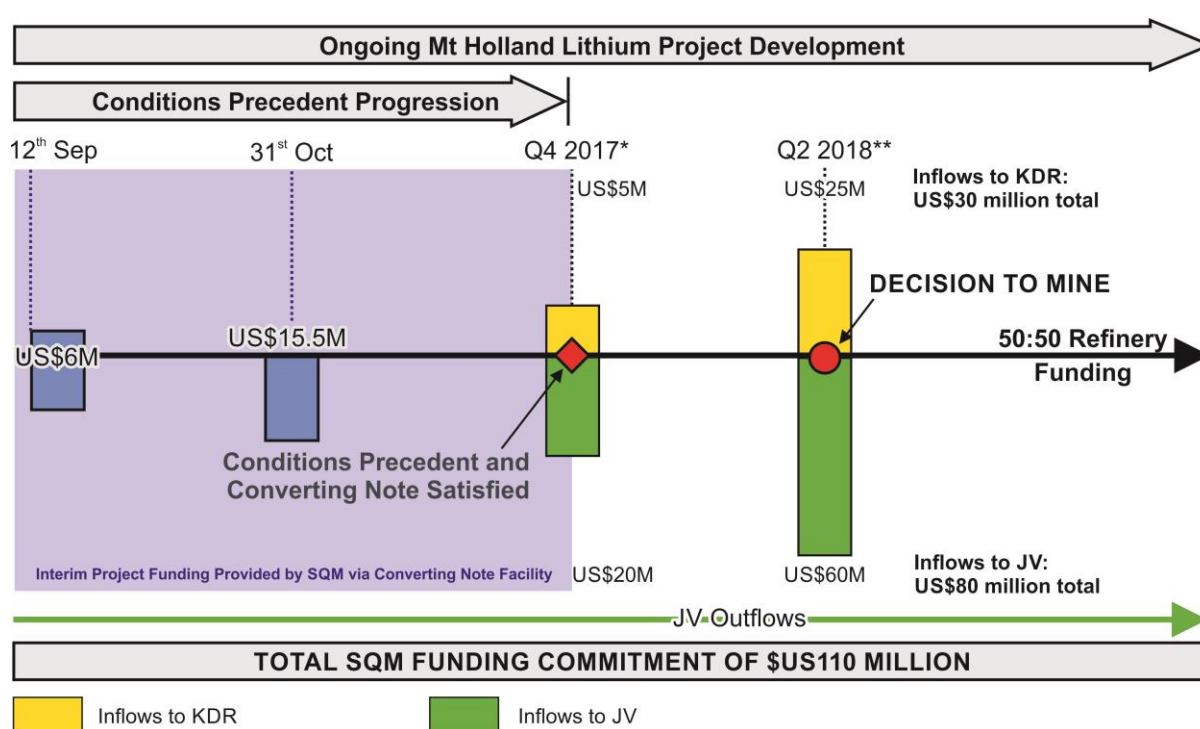 Ongoing Mt Holland Lithium Project Development
Conditions Precedent Progression
12th Sep
31st Oct
Q4 2017*
Q2 2018**
US$5M
US$25M
Inflows to KDR:
US$30 million total
DECISION TO MINE
US$6M
US$15.5M
50:50 Refinery
Funding
Conditions Precedent and
Converting Note Satisfied
Interim Project Funding Provided by SQM via Converting Note Facility
US$20M
US$60M
Inflows to JV:
US$80 million total
JV Outflows
TOTAL SQM FUNDING COMMITMENT OF $US110 MILLION
Inflows to KDR
Inflows to JV